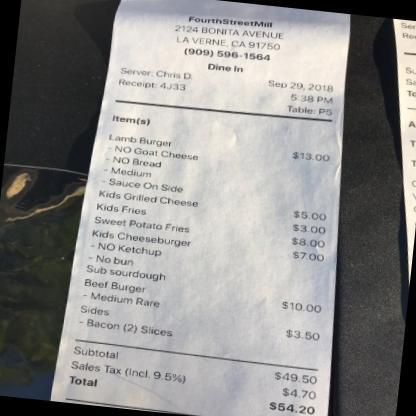 FourthStreetMill
2124 BONITA AVENUE
LA VERNE, CA 91750
(909) 596-1564
Dine In
Server: Chris D. Sep 29, 2018
Receipt: 4J33 5:38 PM
Table: P5
Item(s)
Lamb Burger $13.00
- NO Goat Cheese
- NO Bread
- Medium
- Sauce On Side
Kids Grilled Cheese $5.00
Kids Fries $3.00
Sweet Potato Fries $8.00
Kids Cheeseburger $7.00
- NO Ketchup
- No bun
Sub sourdough
Beef Burger $10.00
- Medium Rare
Sides $3.50
- Bacon (2) Slices
Subtotal $49.50
Sales Tax (Incl. 9.5%) $4.70
Total $54.20